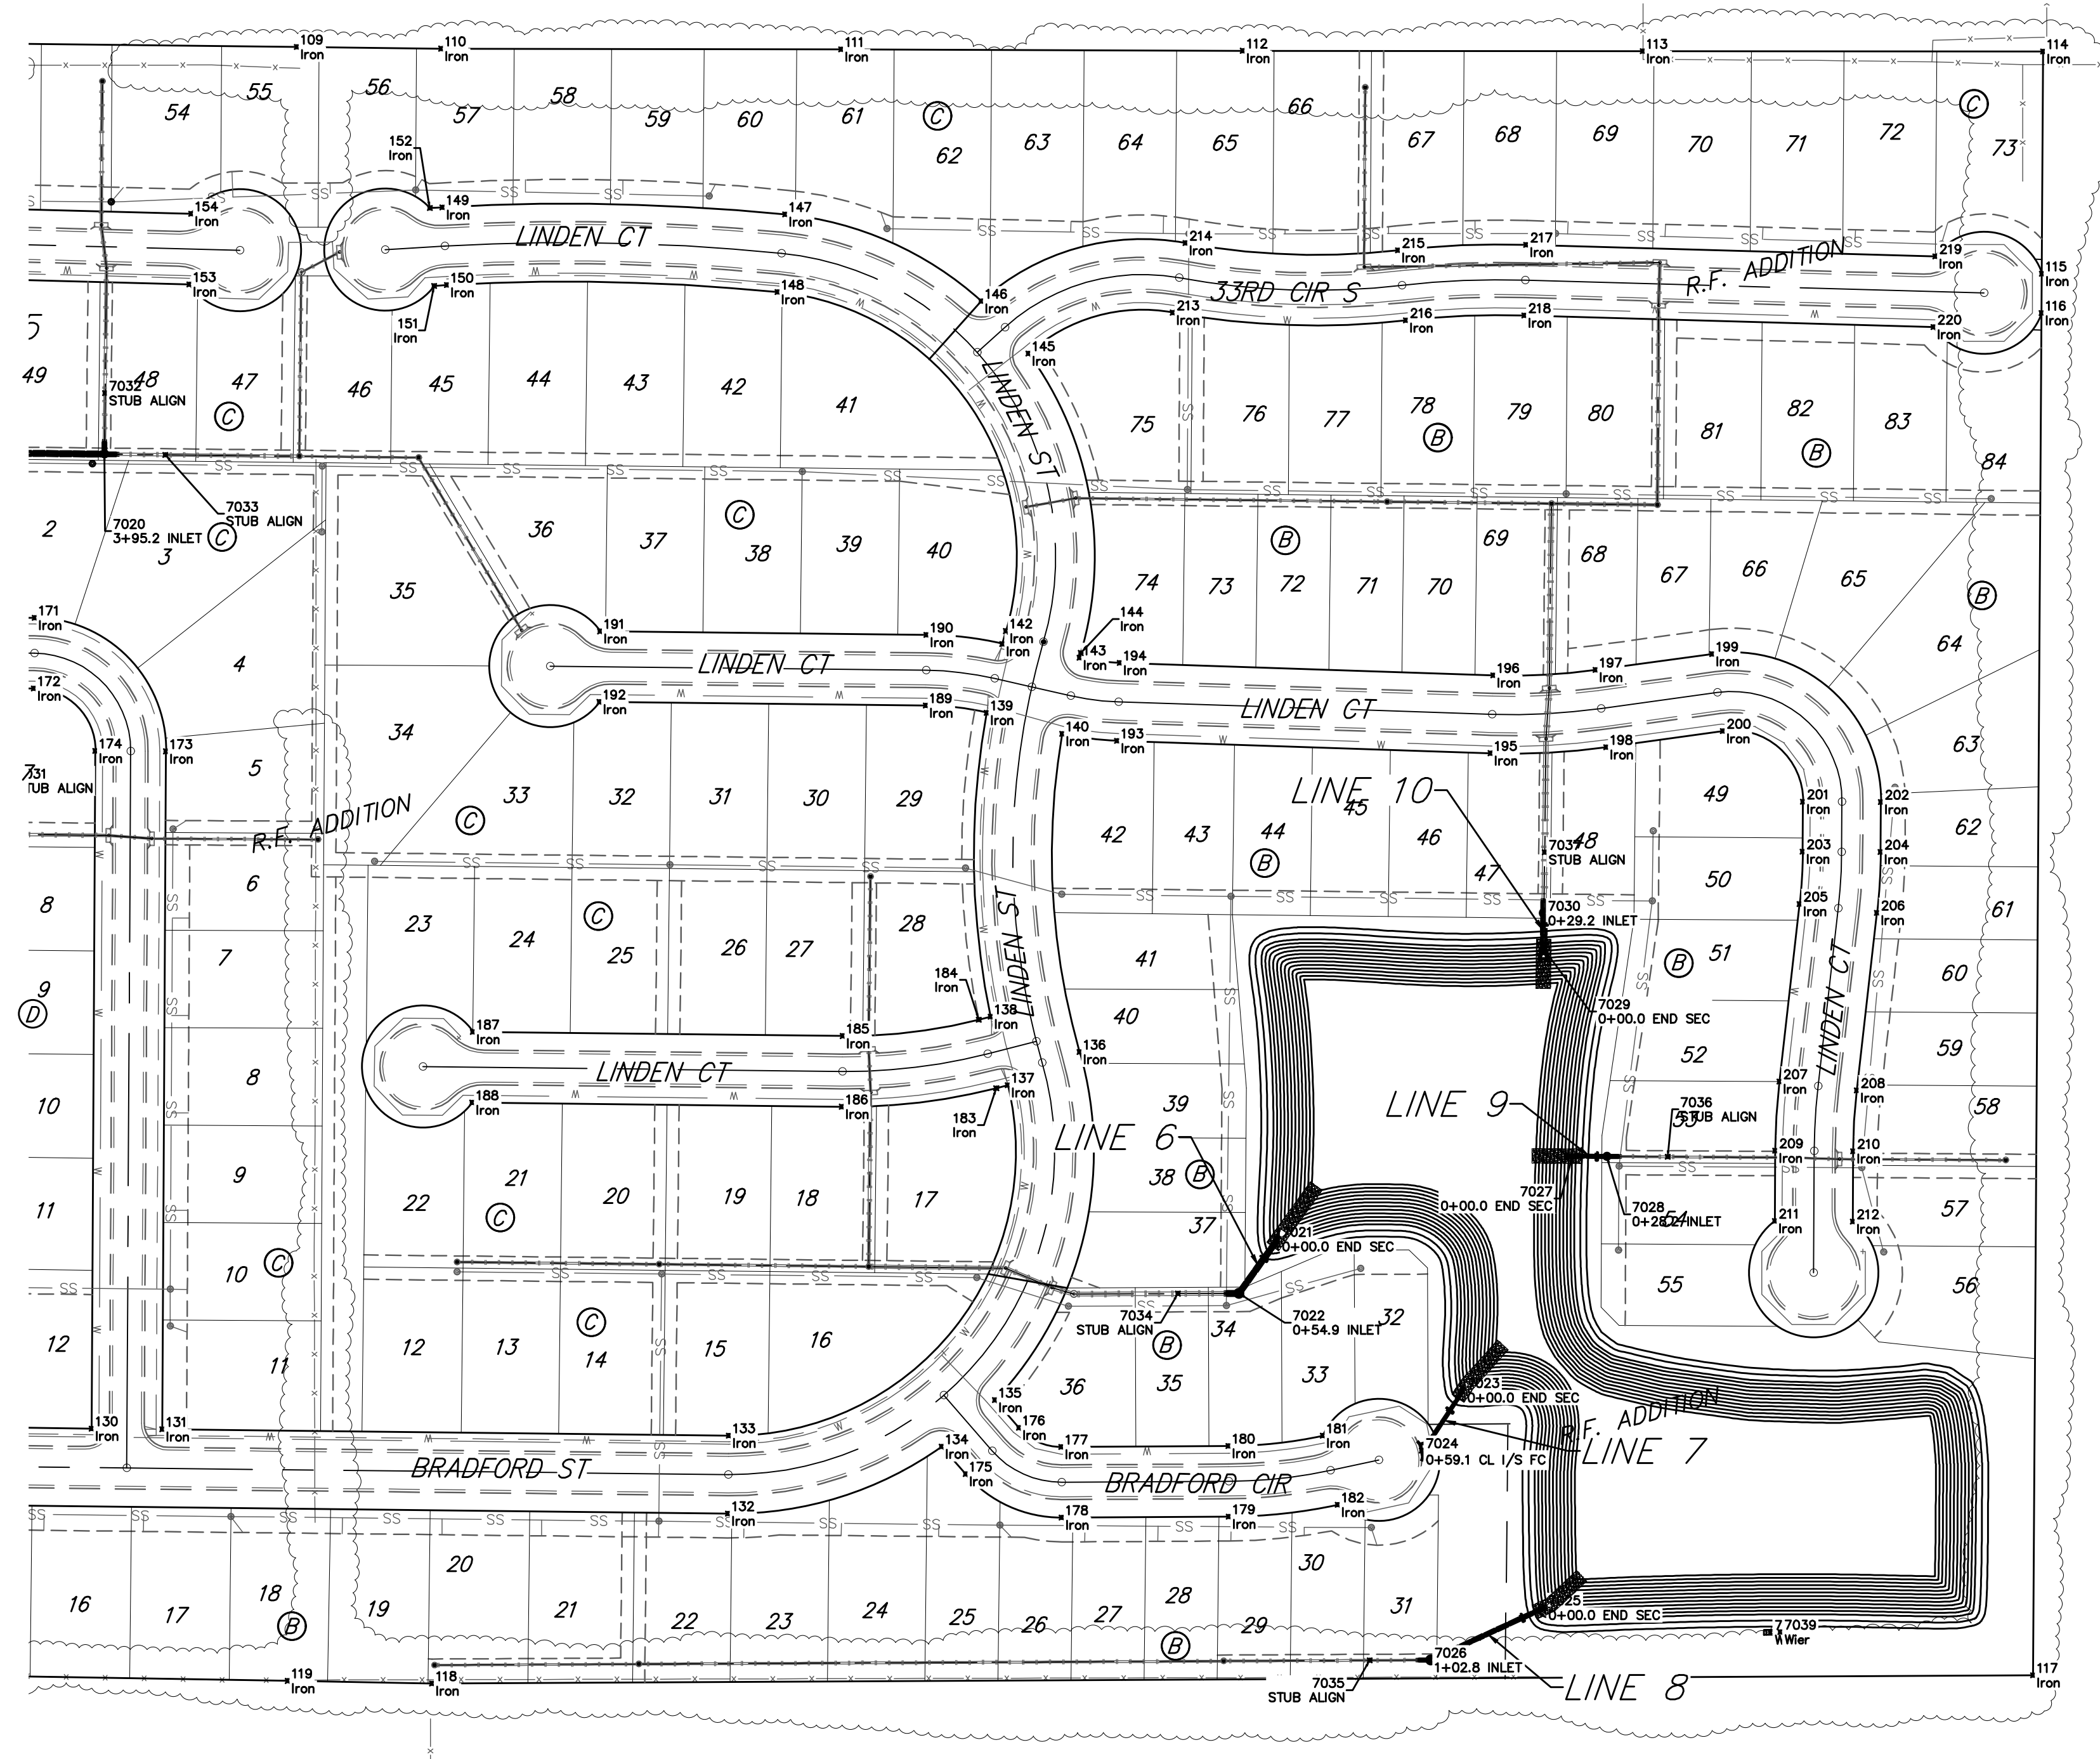 109
Iron
110
Iron
111
Iron
112
Iron
113
Iron
114
Iron
54
55
56
57
58
59
60
61
C
62
63
64
65
66
67
68
69
70
71
72
C
73
152
Iron
154
Iron
149
Iron
147
Iron
LINDEN CT
153
Iron
150
Iron
148
Iron
151
Iron
146
Iron
145
Iron
214
Iron
215
Iron
217
Iron
219
Iron
115
Iron
116
Iron
33RD CIR S
R.F. ADDITION
213
Iron
216
Iron
218
Iron
220
Iron
LINDEN ST
49
48
47
46
45
44
43
42
41
7032
STUB ALIGN
C
75
76
77
78
B
79
80
81
82
B
83
84
7033
STUB ALIGN
7020
3+95.2 INLET
C
2
3
36
37
C
38
39
40
35
B
74
73
72
71
70
69
68
67
66
65
B
64
171
Iron
172
Iron
174
Iron
173
Iron
4
5
34
191
Iron
190
Iron
142
Iron
144
Iron
143
Iron
194
Iron
196
Iron
197
Iron
199
Iron
LINDEN CT
192
Iron
189
Iron
139
Iron
140
Iron
193
Iron
LINDEN CT
195
Iron
198
Iron
200
Iron
201
Iron
202
Iron
203
Iron
204
Iron
205
Iron
206
Iron
STUB ALIGN
R.F. ADDITION
C
33
32
31
30
29
42
43
44
B
45
46
47
48
49
50
51
63
62
61
60
LINE 10
7037
STUB ALIGN
7030
0+29.2 INLET
7029
0+00.0 END SEC
B
6
7
8
9
D
10
11
12
8
9
10
11
C
23
24
C
25
26
27
28
LINDEN ST
184
Iron
138
Iron
187
Iron
185
Iron
LINDEN CT
188
Iron
186
Iron
137
Iron
183
Iron
136
Iron
41
40
39
38
37
B
LINE 6
LINE 9
52
53
54
55
59
58
57
56
LINDEN CT
207
Iron
208
Iron
209
Iron
210
Iron
211
Iron
212
Iron
7036
STUB ALIGN
7027
0+00.0 END SEC
7028
0+28.2 INLET
22
21
C
20
19
18
17
0+00.0 END SEC
7034
STUB ALIGN
7022
0+54.9 INLET
12
13
C
14
15
16
36
B
35
34
33
32
0+00.0 END SEC
7024
0+59.1 CL I/S FC
R.F. ADDITION
LINE 7
130
Iron
131
Iron
133
Iron
134
Iron
135
Iron
176
Iron
175
Iron
177
Iron
180
Iron
181
Iron
BRADFORD ST
BRADFORD CIR
132
Iron
178
Iron
179
Iron
182
Iron
16
17
18
B
19
20
21
22
23
24
25
26
27
28
B
29
30
31
0+00.0 END SEC
7039
Wier
7026
1+02.8 INLET
7035
STUB ALIGN
LINE 8
119
Iron
118
Iron
117
Iron